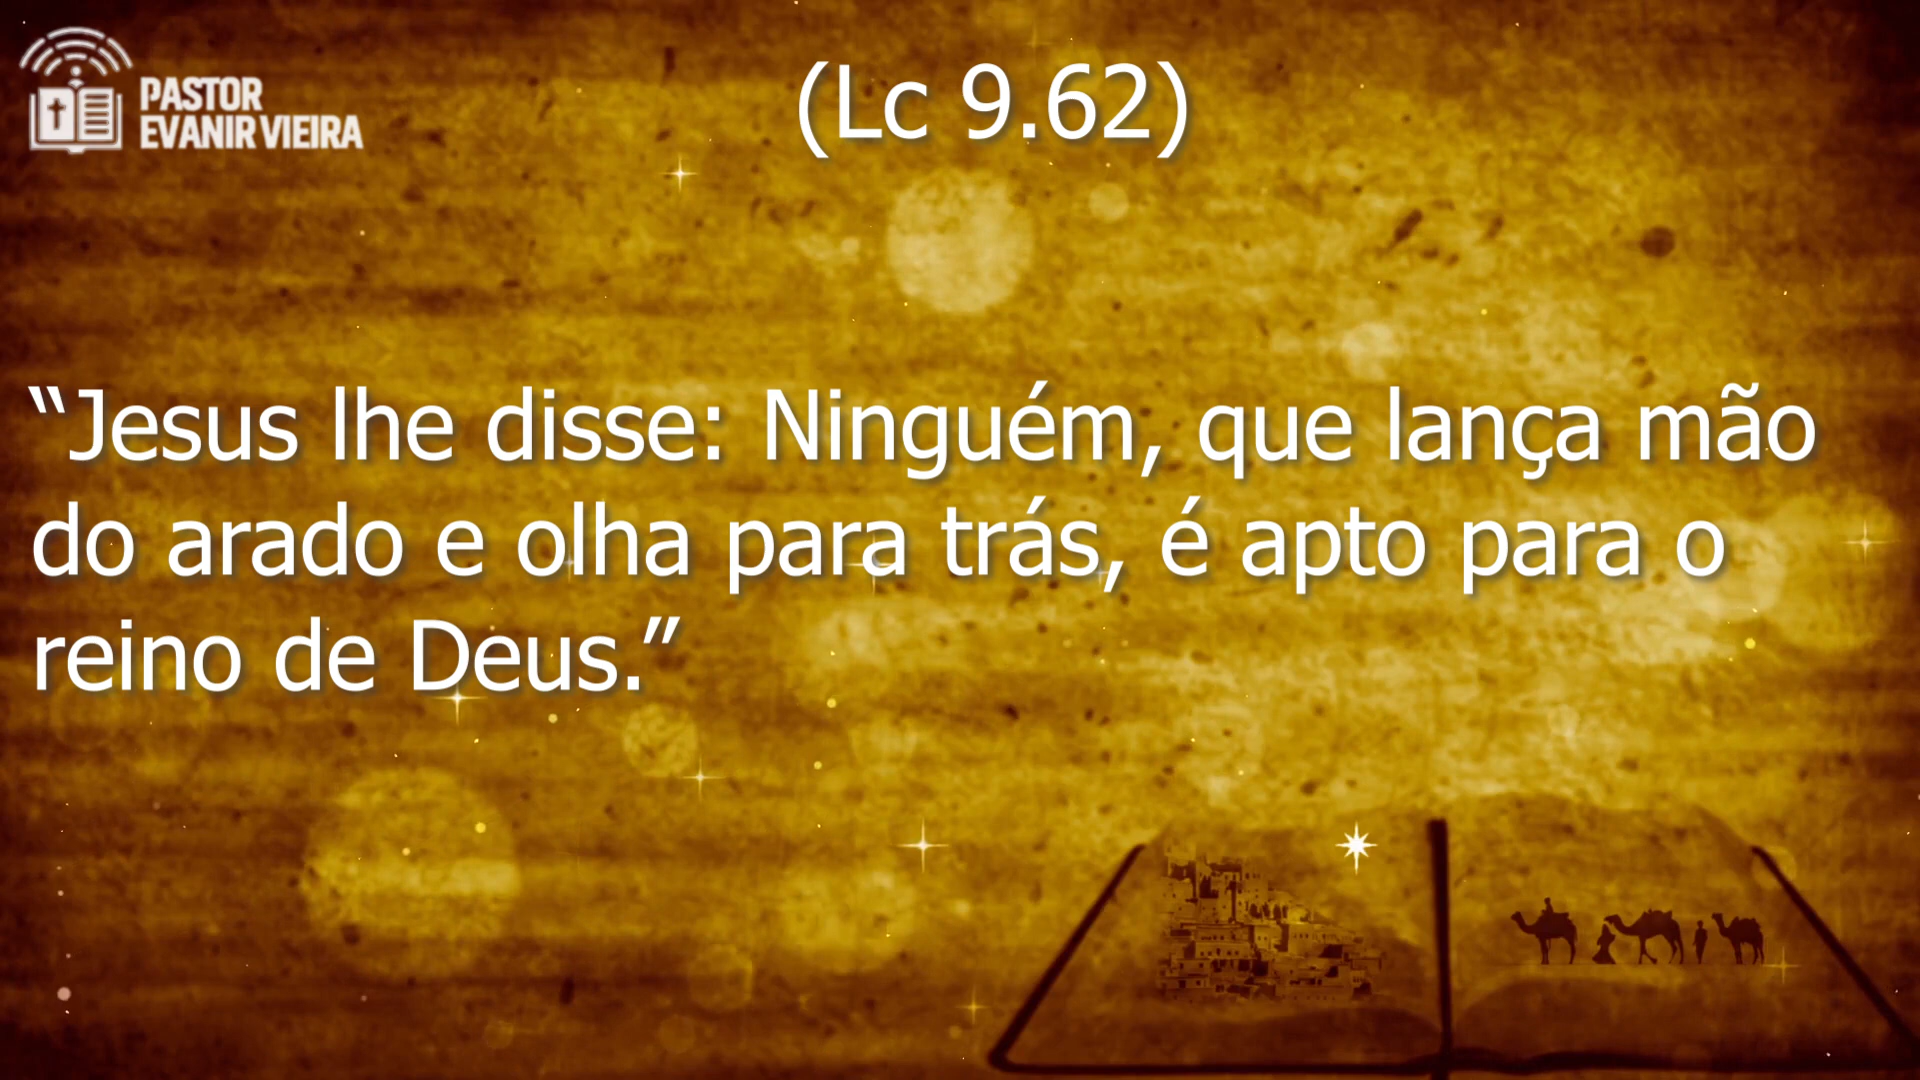 PASTOR
EVANIR VIEIRA
(Lc 9.62)
“Jesus lhe disse: Ninguém, que lança mão
do arado e olha para trás, é apto para o
reino de Deus.”